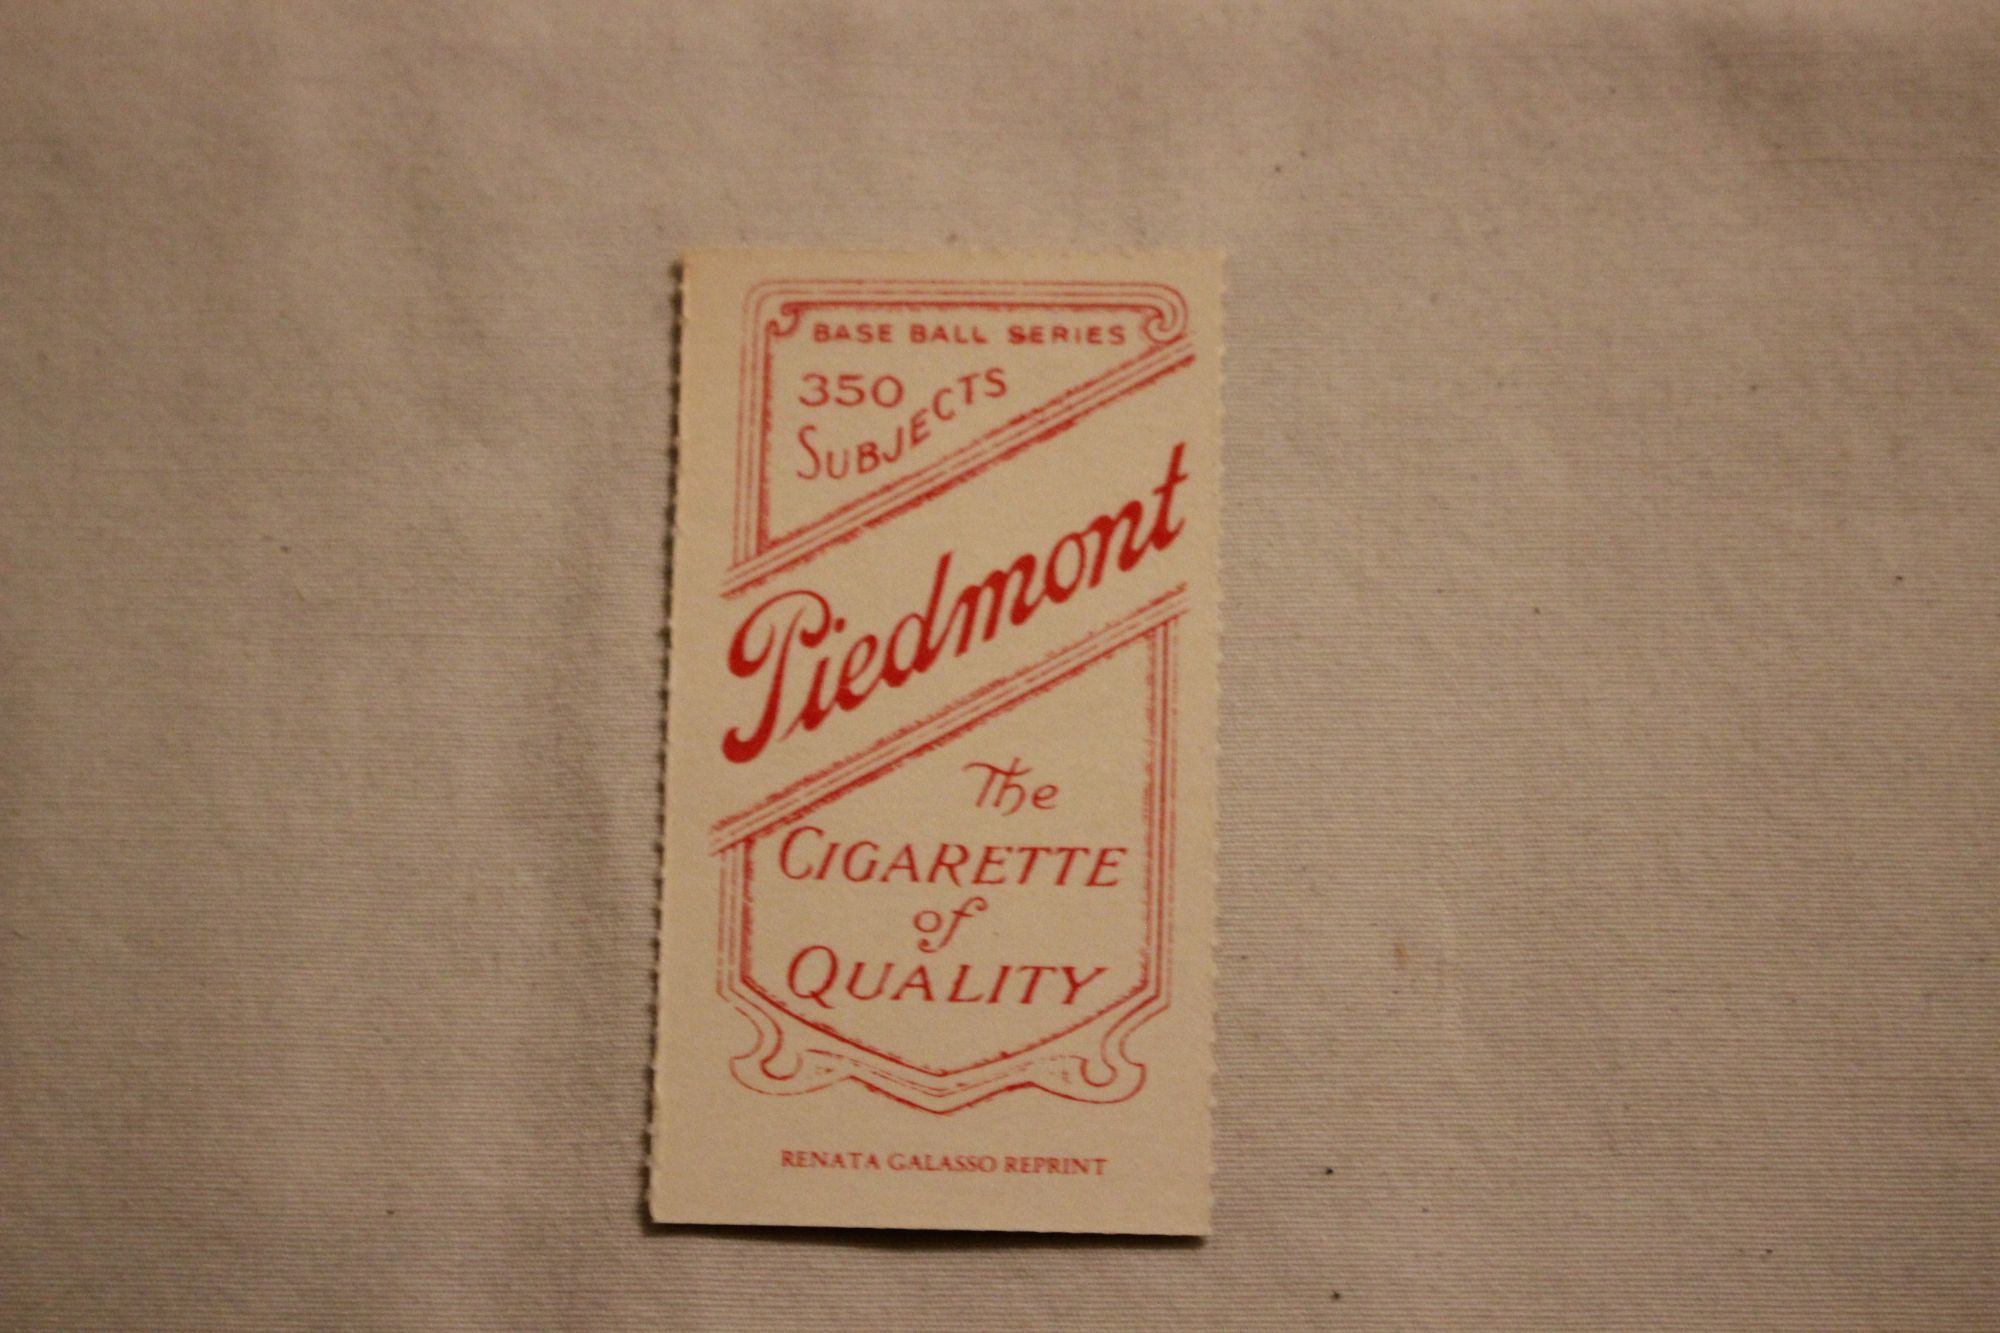 BASE BALL SERIES
350
SUBJECTS
Piedmont
The
CIGARETTE
of
QUALITY
RENATA GALASSO REPRINT